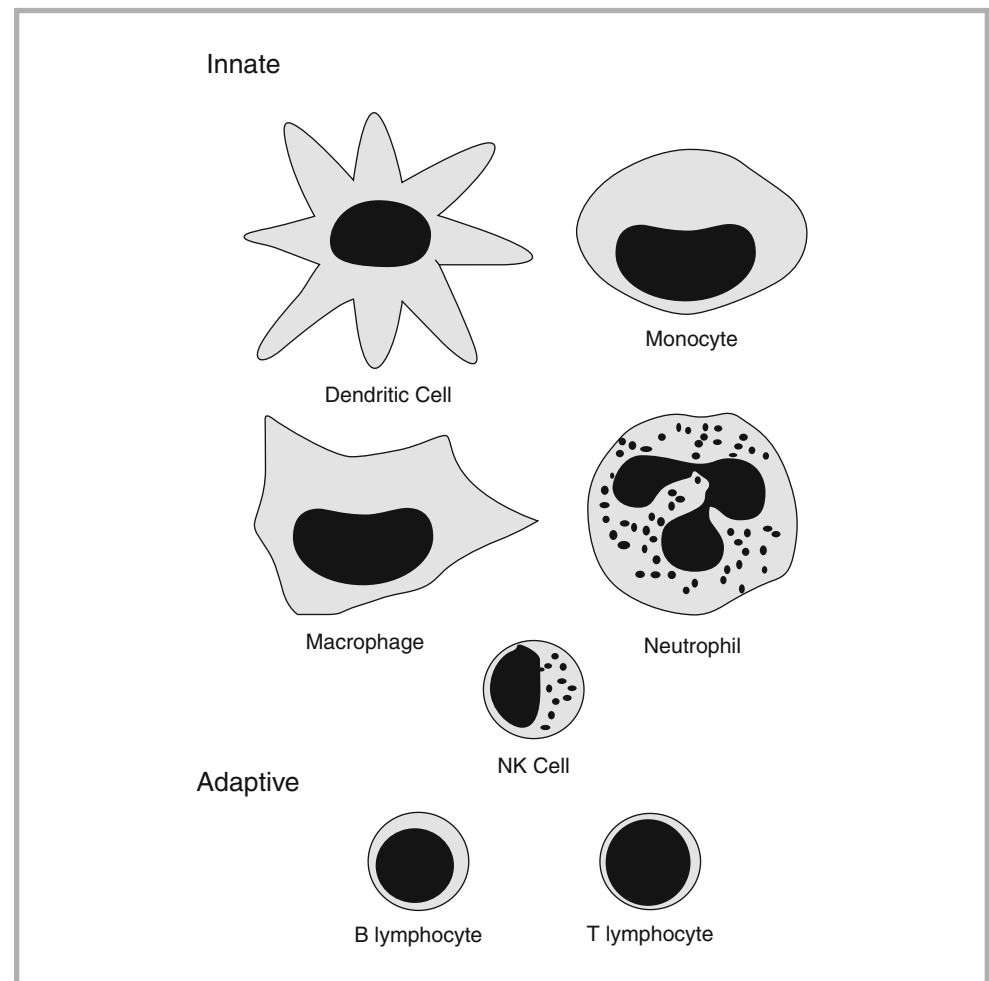 Innate
Dendritic Cell
Monocyte
Macrophage
Neutrophil
NK Cell
Adaptive
B lymphocyte
T lymphocyte